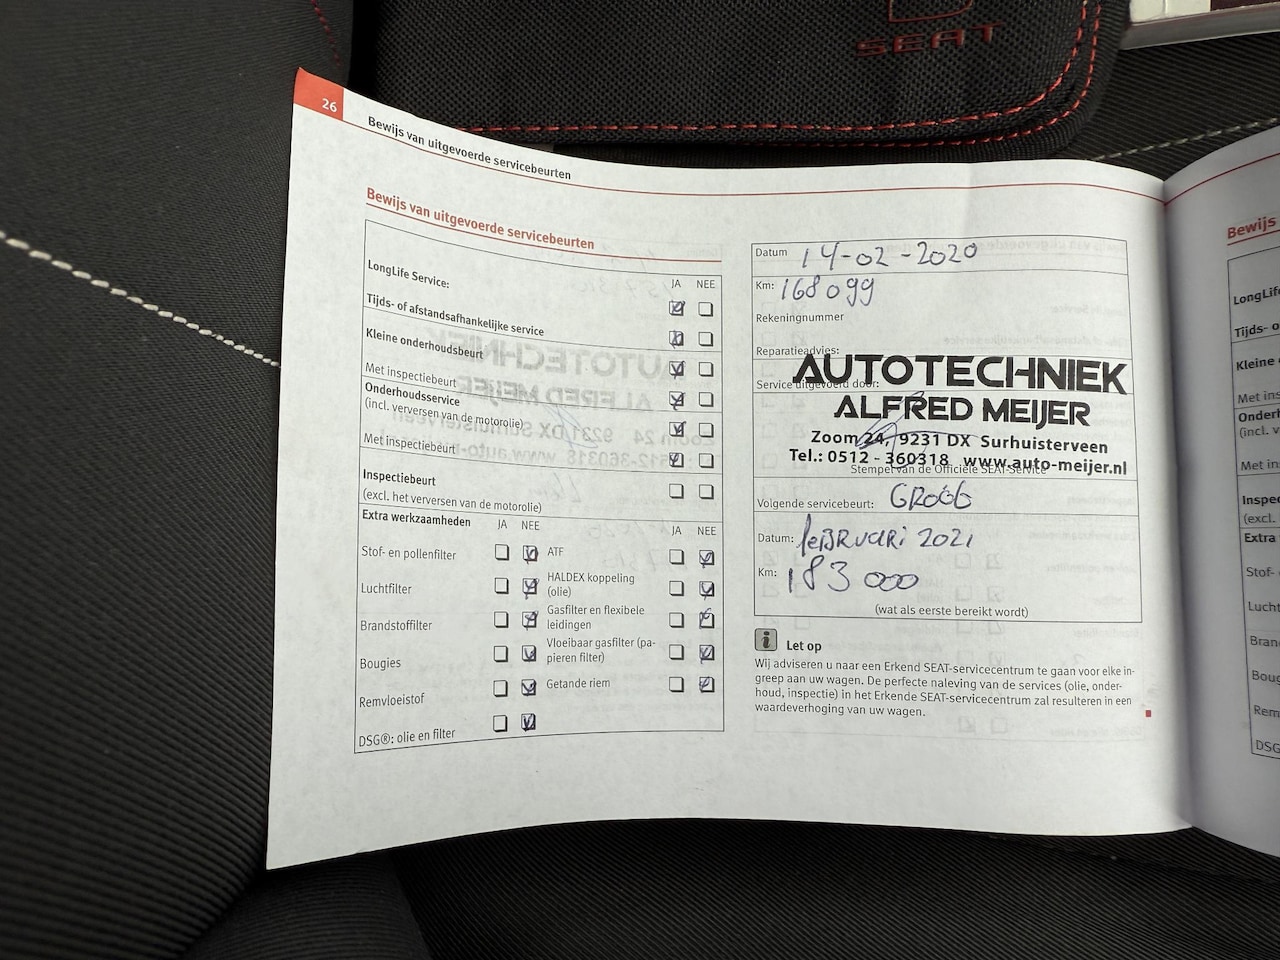 SEAT
26
Bewijs van uitgevoerde servicebeurten
Bewijs van uitgevoerde servicebeurten
JA NEE
LongLife Service:
Tijds- of afstandsafhankelijke service
Kleine onderhoudsbeurt
Met inspectiebeurt
Onderhoudsservice
(incl. verversen van de motorolie)
Met inspectiebeurt
Inspectiebeurt
(excl. het verversen van de motorolie)
Extra werkzaamheden JA NEE JA NEE
Stof- en pollenfilter
Luchtfilter
Brandstoffilter
Bougies
Remvloeistof
DSG®: olie en filter
ATF
HALDEX koppeling
(olie)
Gasfilter en flexibele
leidingen
Vloeibaar gasfilter (pa-
pieren filter)
Getande riem
Datum 14-02-2020
Km: 168099
Rekeningnummer
Reparatieadvies:
Service uitgevoerd door:
AUTOTECHNIEK
ALFRED MEIJER
Zoom 24, 9231 DX Surhuisterveen
Tel.: 0512 - 360318 www.auto-meijer.nl
Stempel van de Officiële SEAT-Service
Volgende servicebeurt: GROOT
Datum: februari 2021
Km: 183000
(wat als eerste bereikt wordt)
i Let op
Wij adviseren u naar een Erkend SEAT-servicecentrum te gaan voor elke in-
greep aan uw wagen. De perfecte naleving van de services (olie, onder-
houd, inspectie) in het Erkende SEAT-servicecentrum zal resulteren in een
waardeverhoging van uw wagen.
Bewijs
LongLife
Tijds- o
Kleine
Met ins
Onderh
(incl. v
Met in
Inspec
(excl.
Extra
Stof-
Lucht
Bran
Boug
Rem
DSG